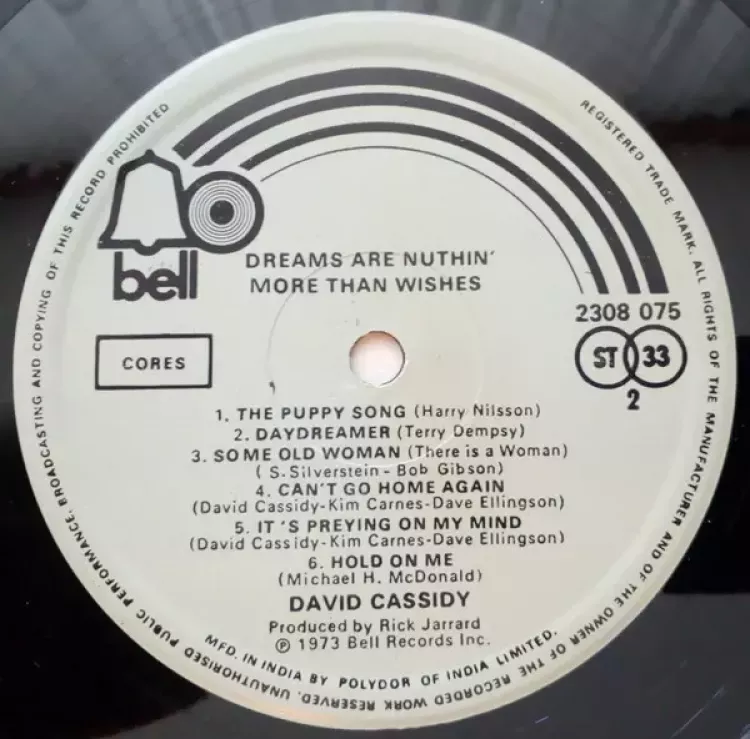 bell
DREAMS ARE NUTHIN'
MORE THAN WISHES
2308 075
CORES
ST 33
2
1. THE PUPPY SONG (Harry Nilsson)
2. DAYDREAMER (Terry Dempsy)
3. SOME OLD WOMAN (There is a Woman)
( S. Silverstein - Bob Gibson)
4. CAN'T GO HOME AGAIN
(David Cassidy-Kim Carnes-Dave Ellingson)
5. IT'S PREYING ON MY MIND
(David Cassidy-Kim Carnes-Dave Ellingson)
6. HOLD ON ME
(Michael H. McDonald)
DAVID CASSIDY
Produced by Rick Jarrard
℗ 1973 Bell Records Inc.
MFD. IN INDIA BY POLYDOR OF INDIA LIMITED.
REGISTERED TRADE MARK. ALL RIGHTS OF THE MANUFACTURER AND OF THE OWNER OF THE RECORDED WORK RESERVED. UNAUTHORISED PUBLIC PERFORMANCE, BROADCASTING AND COPYING OF THIS RECORD PROHIBITED